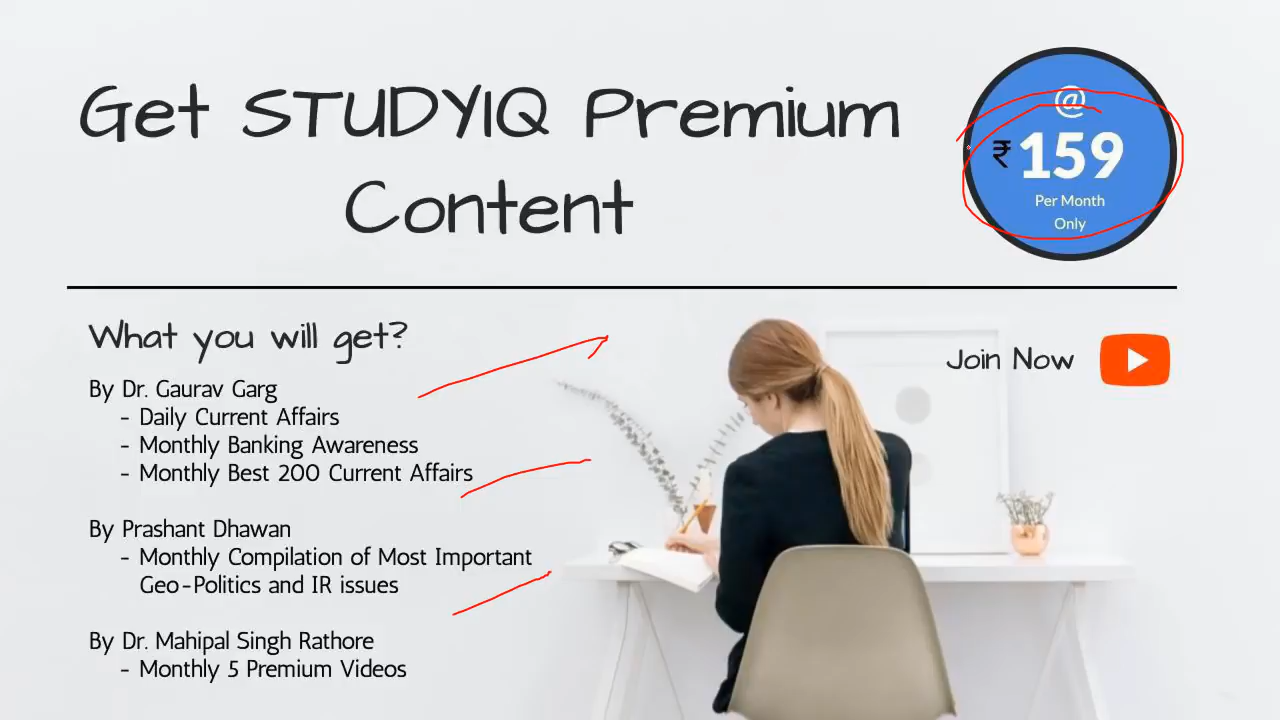 Get STUDYIQ Premium
Content
@
₹ 159
Per Month
Only
What you will get?
By Dr. Gaurav Garg
- Daily Current Affairs
- Monthly Banking Awareness
- Monthly Best 200 Current Affairs
By Prashant Dhawan
- Monthly Compilation of Most Important
Geo-Politics and IR issues
By Dr. Mahipal Singh Rathore
- Monthly 5 Premium Videos
Join Now